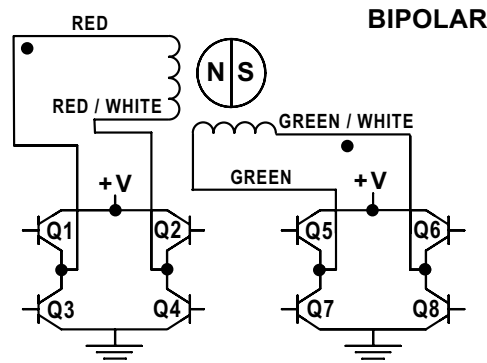 BIPOLAR
RED
N S
RED / WHITE
GREEN / WHITE
GREEN
+V +V
Q1 Q2 Q5 Q6
Q3 Q4 Q7 Q8